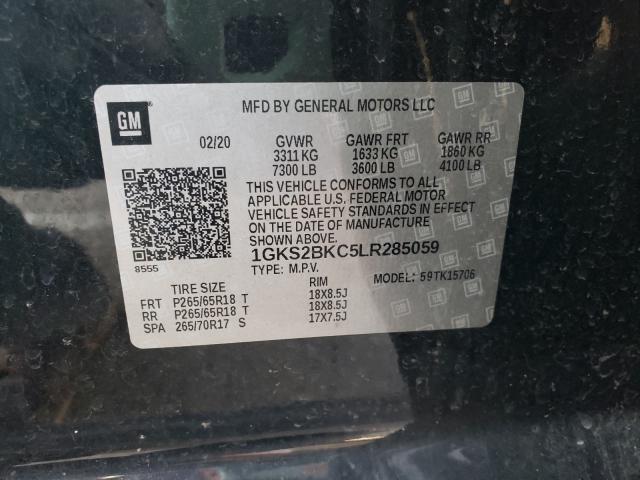 GM
MFD BY GENERAL MOTORS LLC
02/20 GVWR GAWR FRT GAWR RR
3311 KG 1633 KG 1860 KG
7300 LB 3600 LB 4100 LB
THIS VEHICLE CONFORMS TO ALL
APPLICABLE U.S. FEDERAL MOTOR
VEHICLE SAFETY STANDARDS IN EFFECT
ON THE DATE OF MANUFACTURE
SHOWN ABOVE.
1GKS2BKC5LR285059
8555
TYPE: M.P.V. MODEL: 59TK15706
TIRE SIZE RIM
FRT P265/65R18 T 18X8.5J
RR P265/65R18 T 18X8.5J
SPA 265/70R17 S 17X7.5J